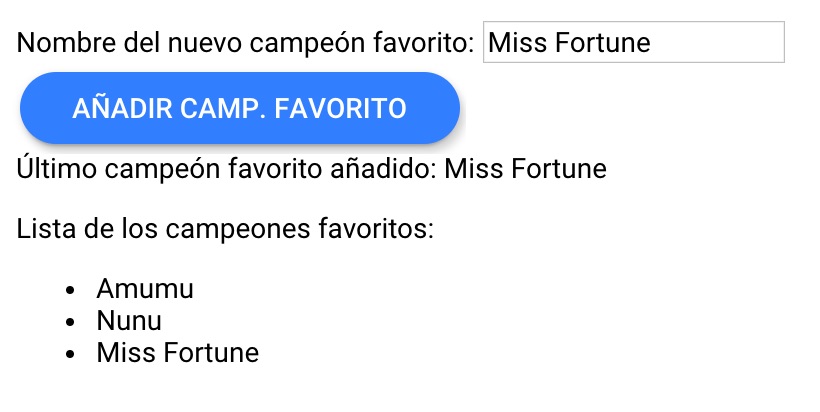 Nombre del nuevo campeón favorito: Miss Fortune
AÑADIR CAMP. FAVORITO
Último campeón favorito añadido: Miss Fortune
Lista de los campeones favoritos:
• Amumu
• Nunu
• Miss Fortune